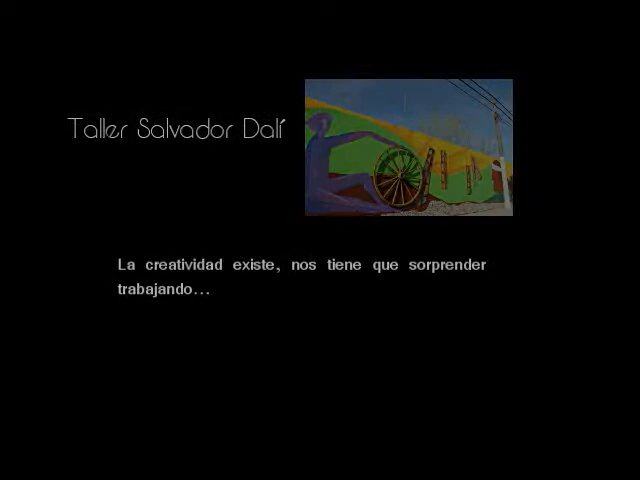 Taller Salvador Dalí
La creatividad existe, nos tiene que sorprender
trabajando...